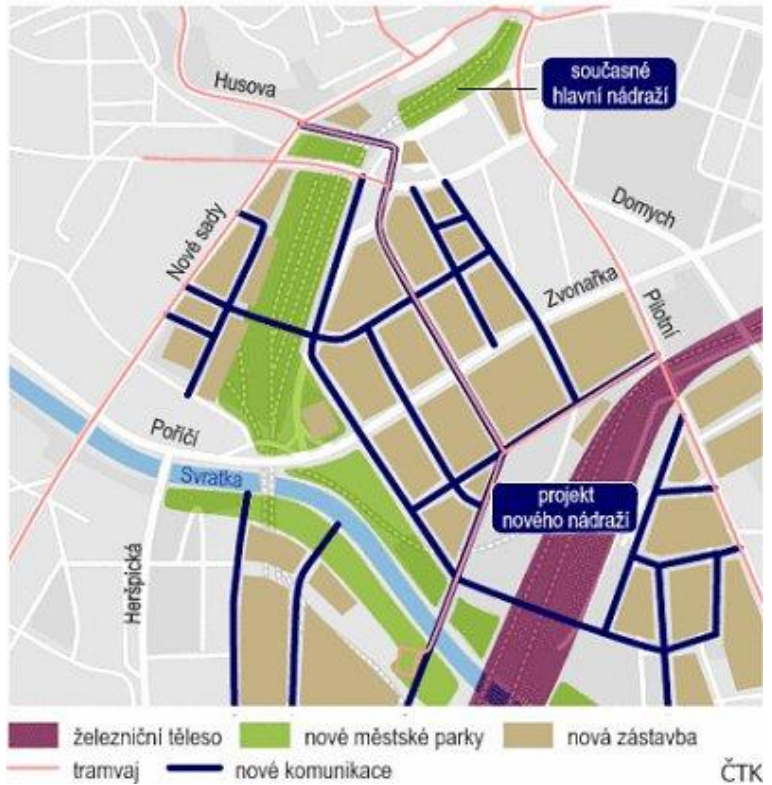 Husova
současné
hlavní nádraží
Domych
Nové sady
Zvonařka
Pilotní
Poříčí
Svratka
projekt
nového nádraží
Heršpická
železniční těleso
nové městské parky
nová zástavba
tramvaj
nové komunikace
ČTK